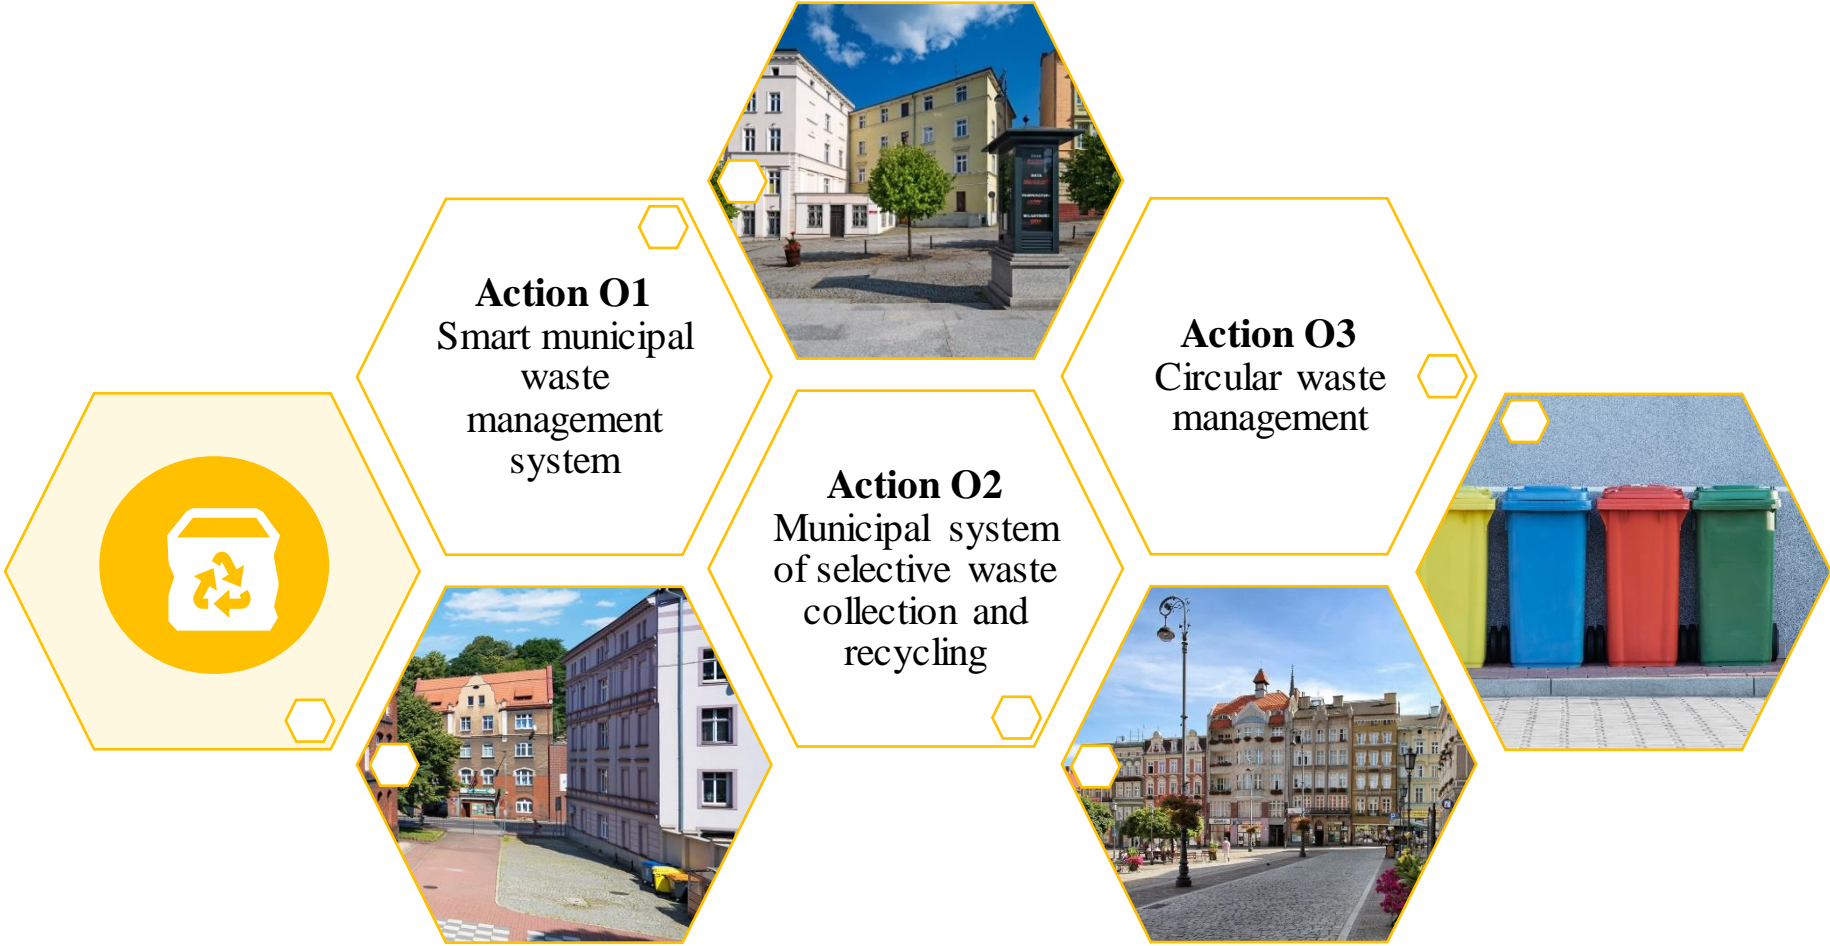 Action O1
Smart municipal
waste
management
system
Action O2
Municipal system
of selective waste
collection and
recycling
Action O3
Circular waste
management